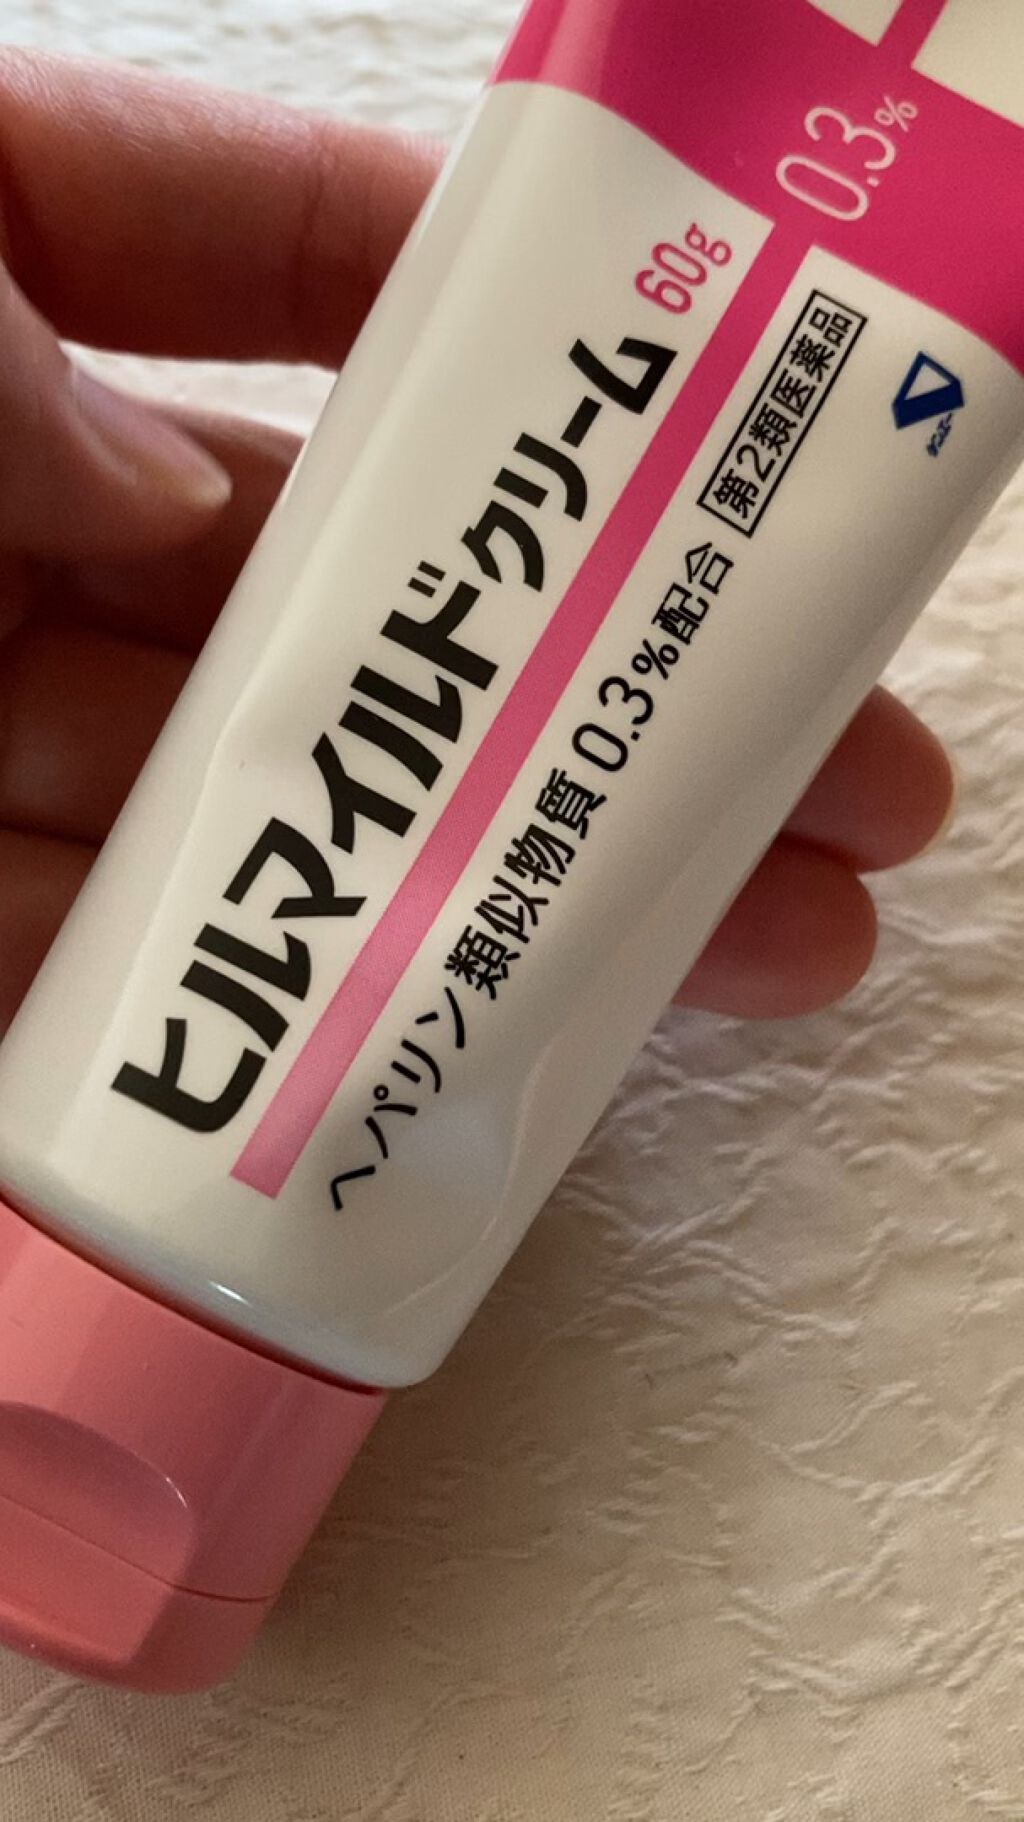 0.3%
ヒルマイルドクリーム 60g
ヘパリン類似物質 0.3%配合 第2類医薬品